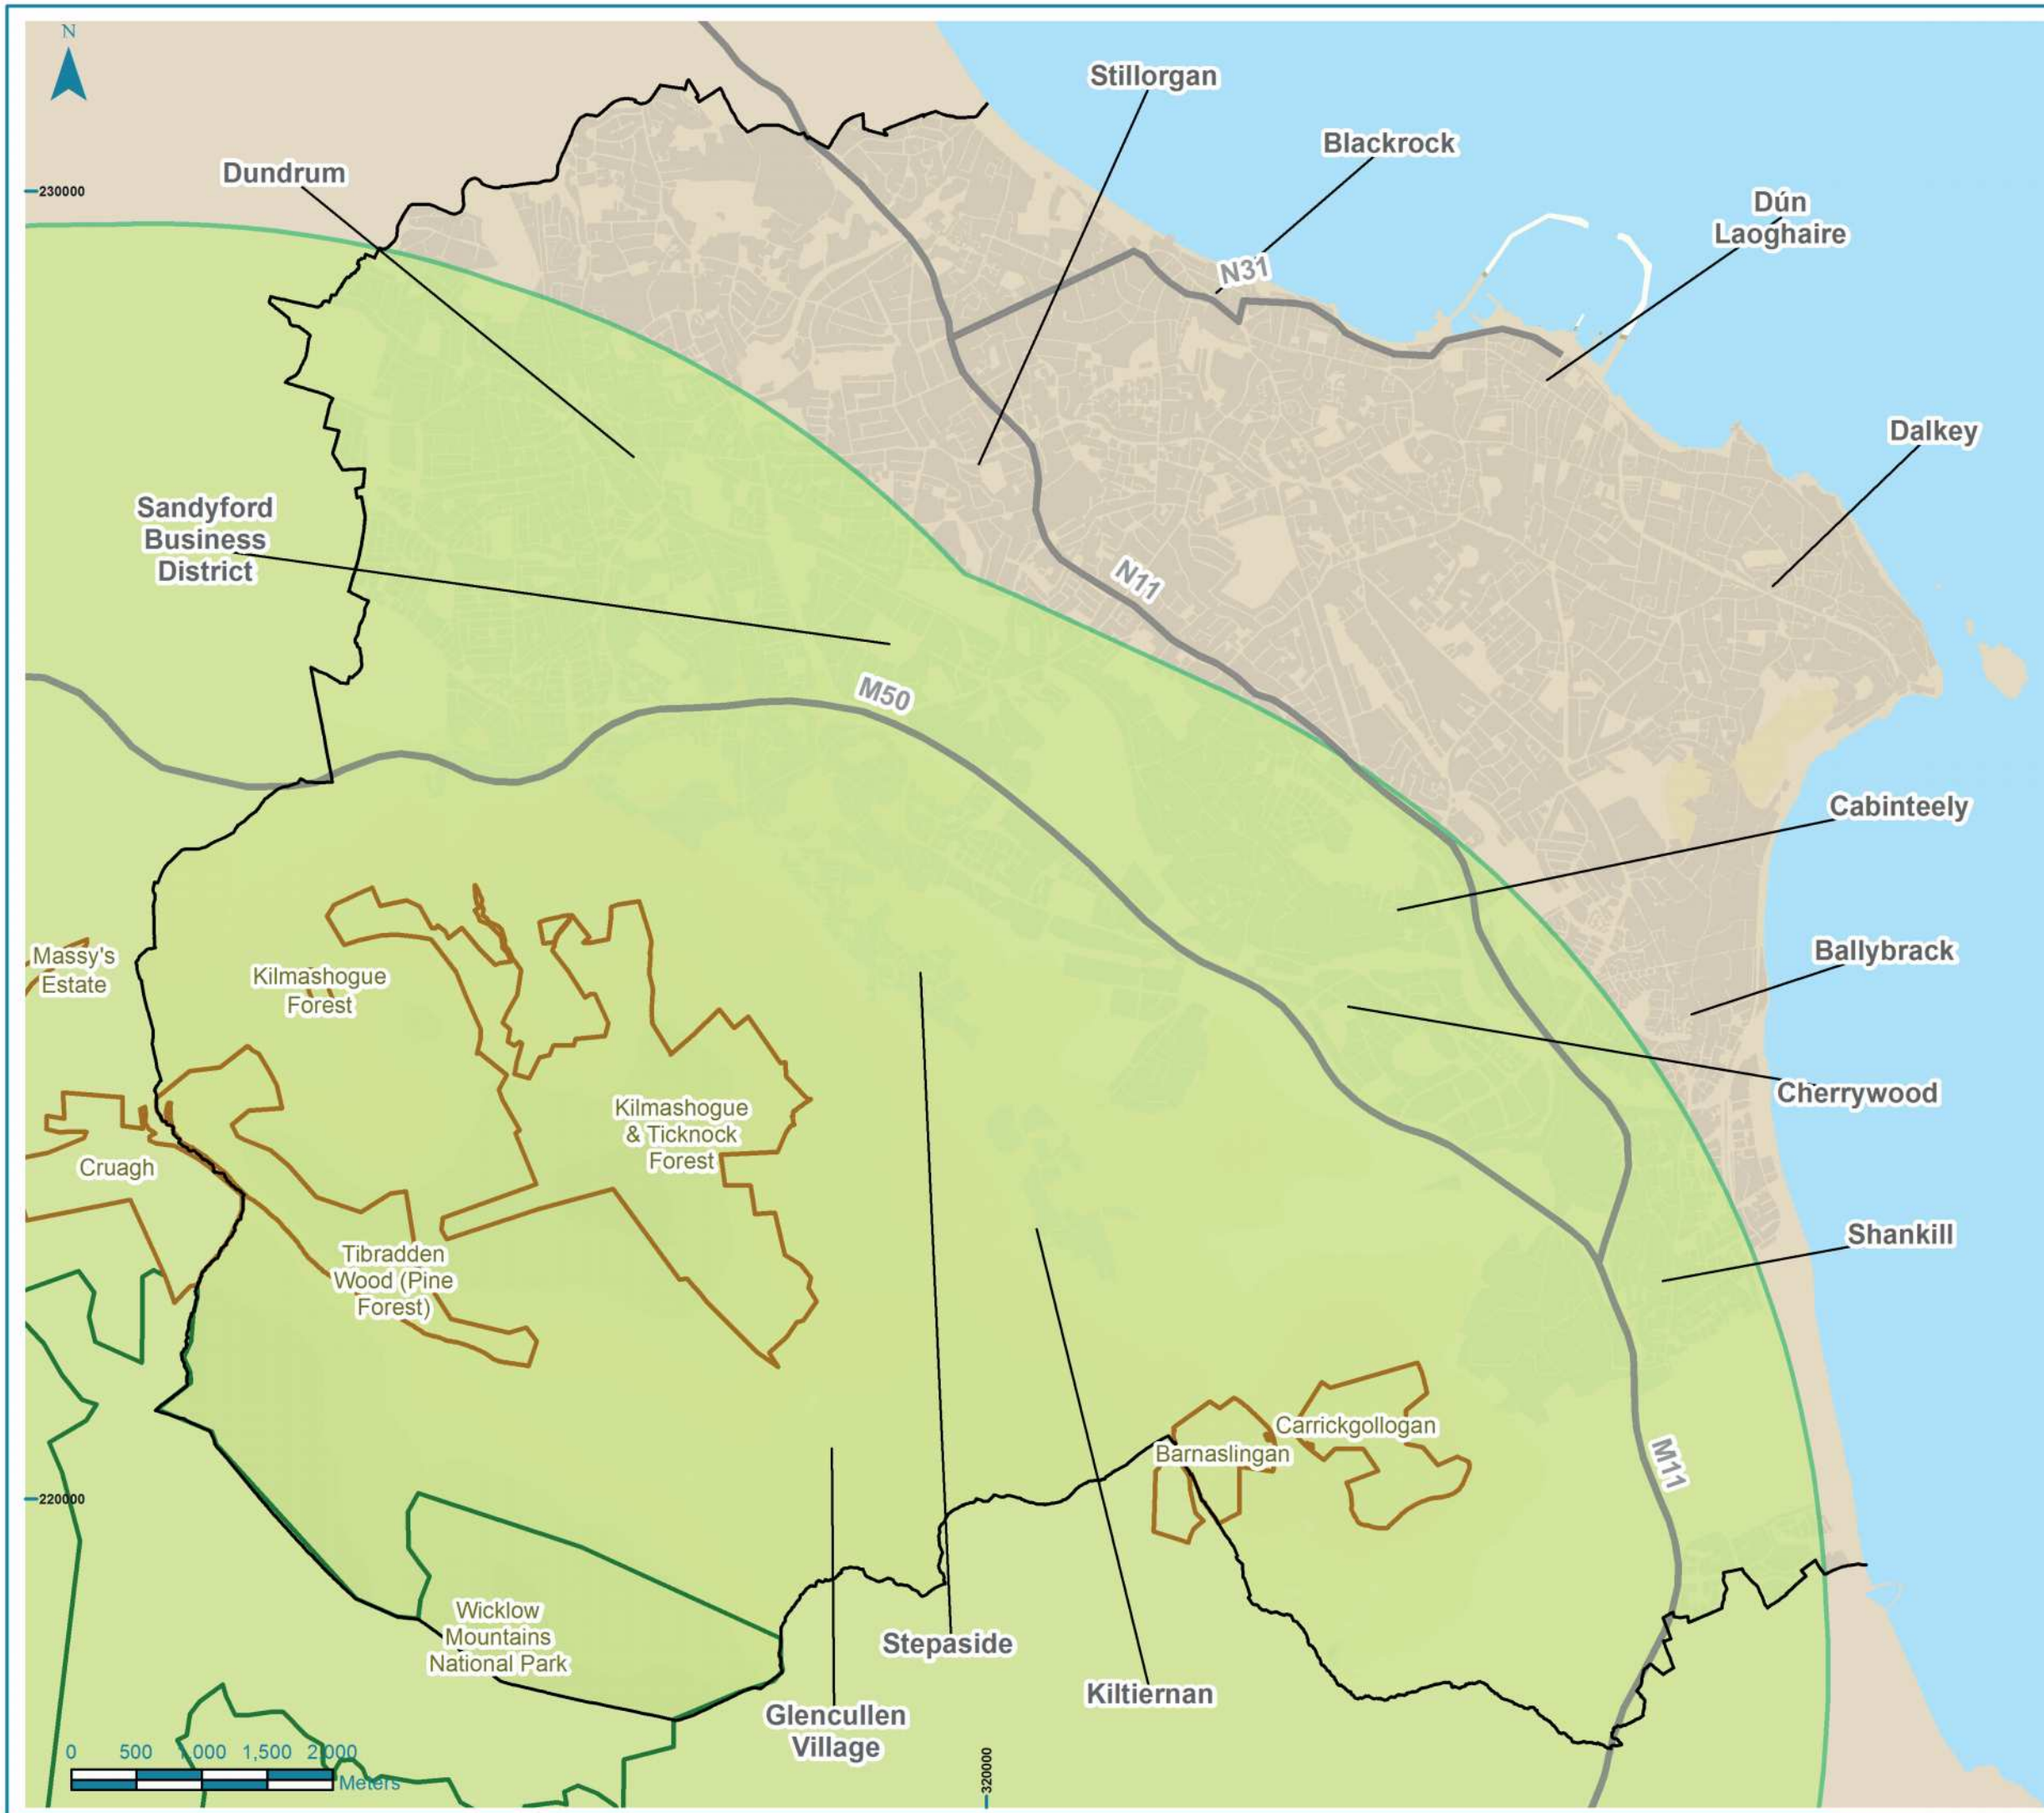 N
Stillorgan
Blackrock
Dundrum
230000
Dún
Laoghaire
N31
Dalkey
Sandyford
Business
District
N11
M50
Cabinteely
Massy's
Estate
Kilmashogue
Forest
Ballybrack
Kilmashogue
& Ticknock
Forest
Cherrywood
Cruagh
Tibradden
Wood (Pine
Forest)
Shankill
Carrickgollogan
Barnaslingan
M11
220000
Wicklow
Mountains
National Park
Stepaside
Kiltiernan
Glencullen
Village
0 500 1,000 1,500 2,000
Meters
320000